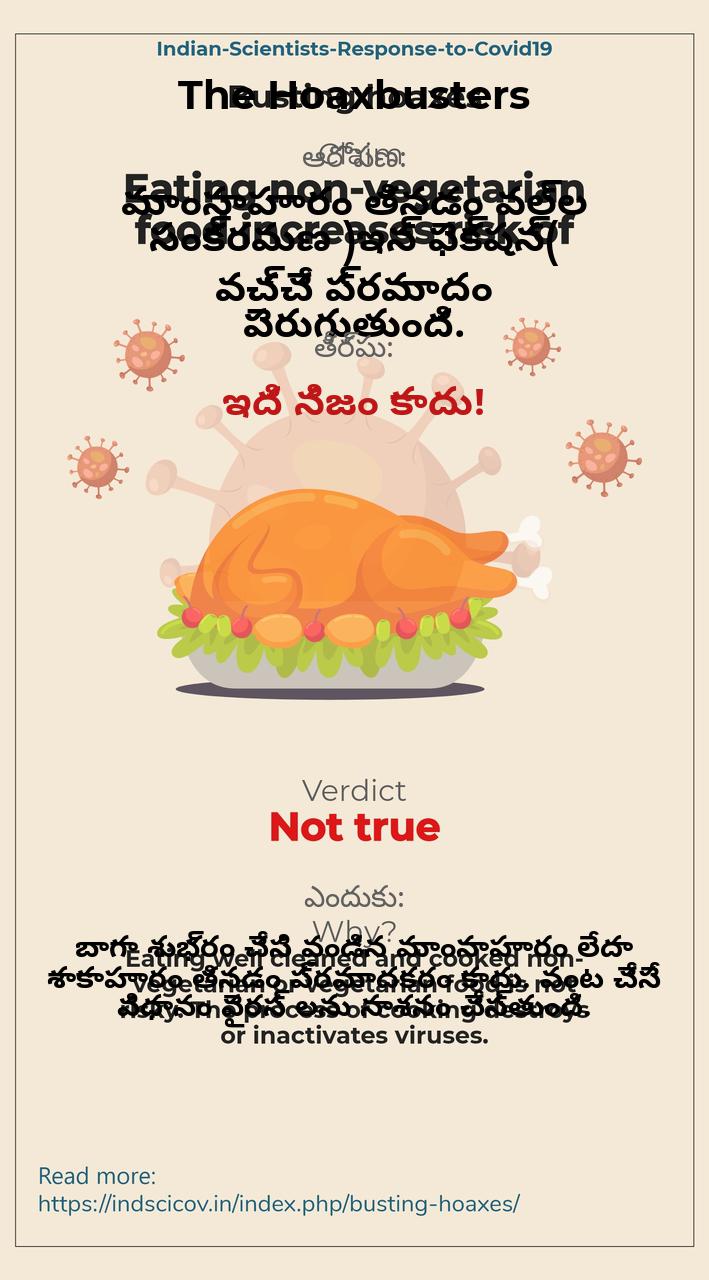 Indian-Scientists-Response-to-Covid19
The Hoaxbusters
Busting hoaxes
ఆరోపణ:
Claim:
Eating non-vegetarian
మాంసాహారం తినడం వల్ల
food increases risk of
సంక్రమణ )ఇన్ ఫెక్షన్(
వచ్చే ప్రమాదం
పెరుగుతుంది.
తీర్పు:
ఇది నిజం కాదు!
Verdict
Not true
ఎందుకు:
Why?
బాగా శుభ్రం చేసి వండిన మాంసాహారం లేదా
Eating well cleaned and cooked non-
శాకాహారం తినడం ప్రమాదకరం కాదు. వంట చేసే
vegetarian or vegetarian food is not
విధానం వైరస్ లను నాశనం చేస్తుంది.
risky. The process of cooking destroys
or inactivates viruses.
Read more:
https://indscicov.in/index.php/busting-hoaxes/